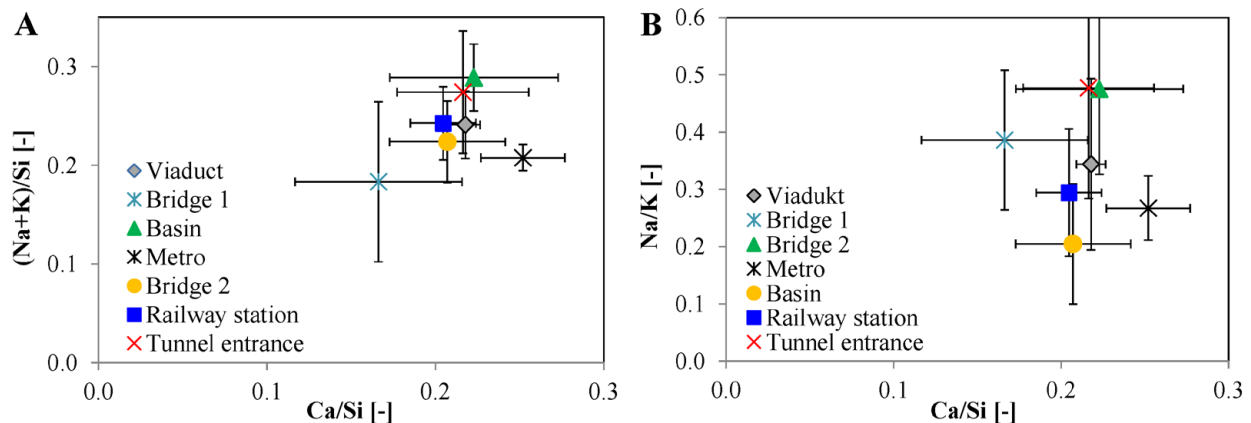 A
(Na+K)/Si [-]
0.3
0.2
0.1
0.0
0.0
0.1
0.2
0.3
Ca/Si [-]
Viaduct
Bridge 1
Basin
Metro
Bridge 2
Railway station
Tunnel entrance
B
Na/K [-]
0.6
0.5
0.4
0.3
0.2
0.1
0.0
0.0
0.1
0.2
0.3
Ca/Si [-]
Viadukt
Bridge 1
Bridge 2
Metro
Basin
Railway station
Tunnel entrance